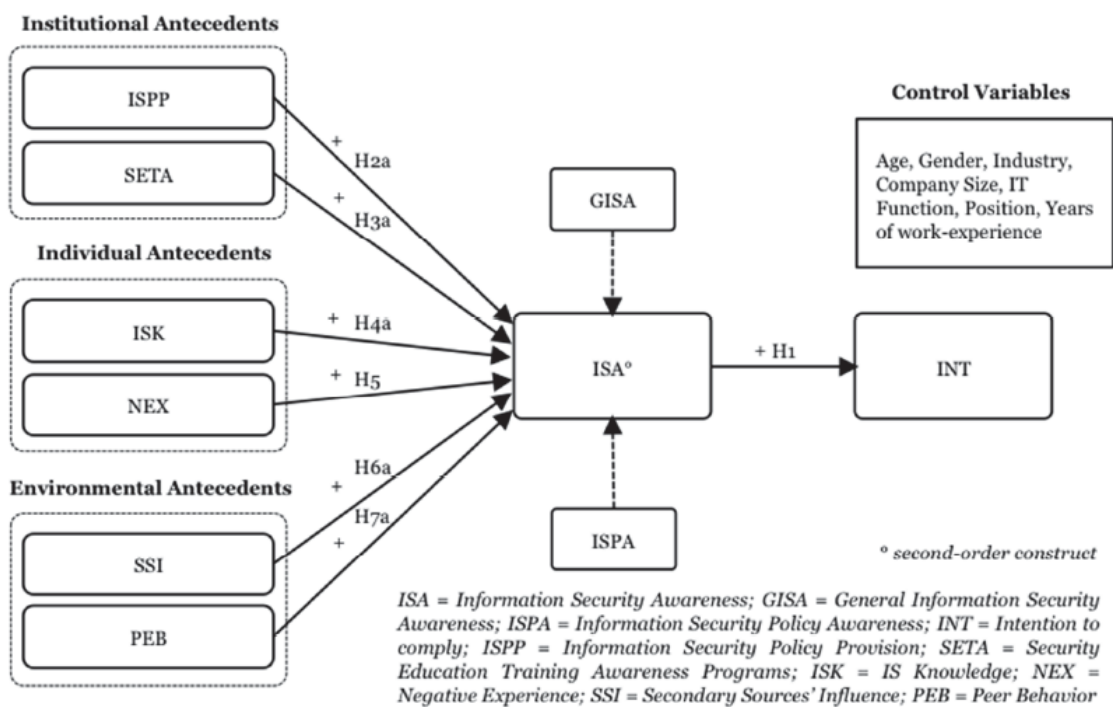 Institutional Antecedents
ISPP
SETA
+
H2a
+
H3a
Individual Antecedents
ISK
NEX
+
H4a
+
H5
Environmental Antecedents
SSI
PEB
H6a
+
H7a
+
GISA
ISA°
ISPA
+ H1
INT
Control Variables
Age, Gender, Industry,
Company Size, IT
Function, Position, Years
of work-experience
° second-order construct
ISA = Information Security Awareness; GISA = General Information Security
Awareness; ISPA = Information Security Policy Awareness; INT = Intention to
comply; ISPP = Information Security Policy Provision; SETA = Security
Education Training Awareness Programs; ISK = IS Knowledge; NEX =
Negative Experience; SSI = Secondary Sources' Influence; PEB = Peer Behavior